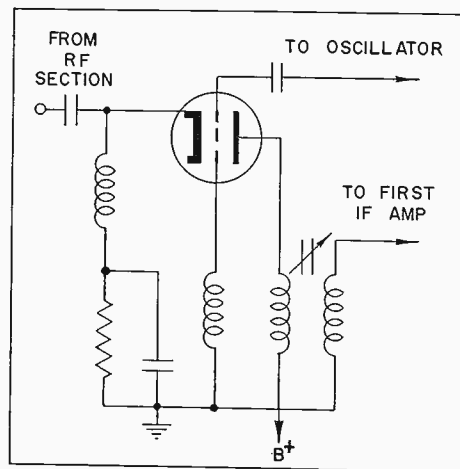 FROM
RF
SECTION
TO OSCILLATOR
TO FIRST
IF AMP
B+